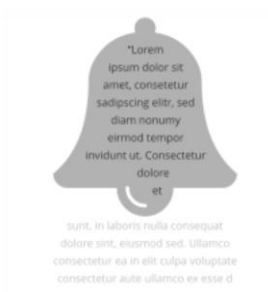 “Lorem
ipsum dolor sit
amet, consetetur
sadipscing elitr, sed
diam nonumy
eirmod tempor
invidunt ut. Consectetur
dolore
et
sunt, In laboris nulla consequat
dolore sint, eiusmod sed. Ullamco
consectetur ea in elit culpa voluptate
consectetur aute ullamco ex esse d